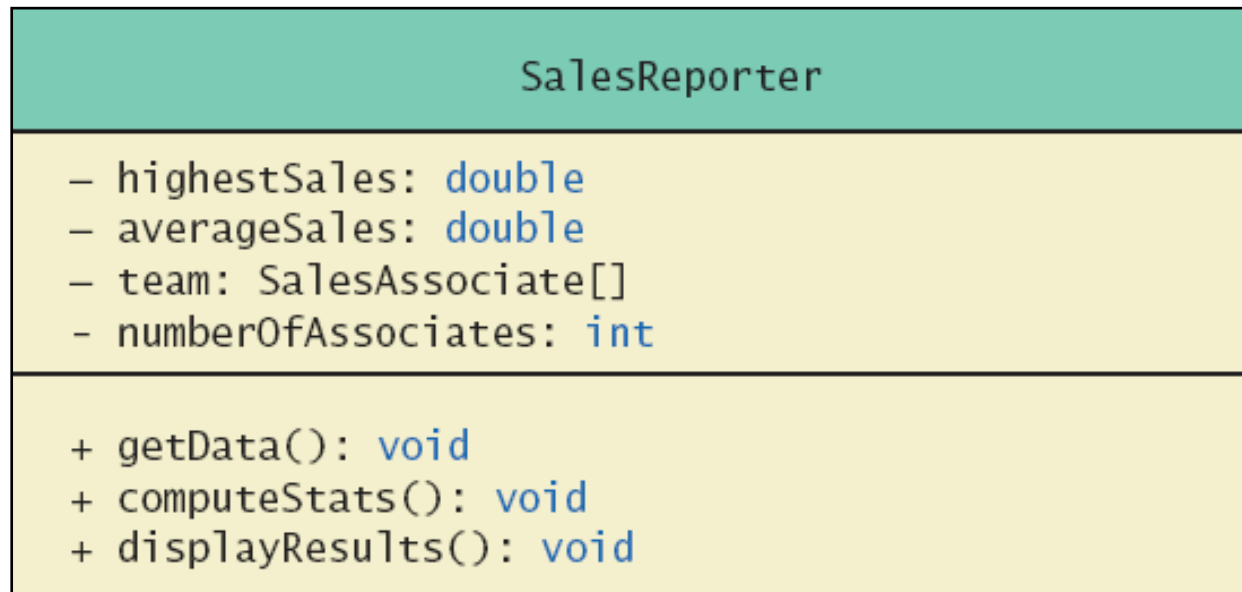 SalesReporter
– highestSales: double
– averageSales: double
– team: SalesAssociate[]
- numberOfAssociates: int
+ getData(): void
+ computeStats(): void
+ displayResults(): void